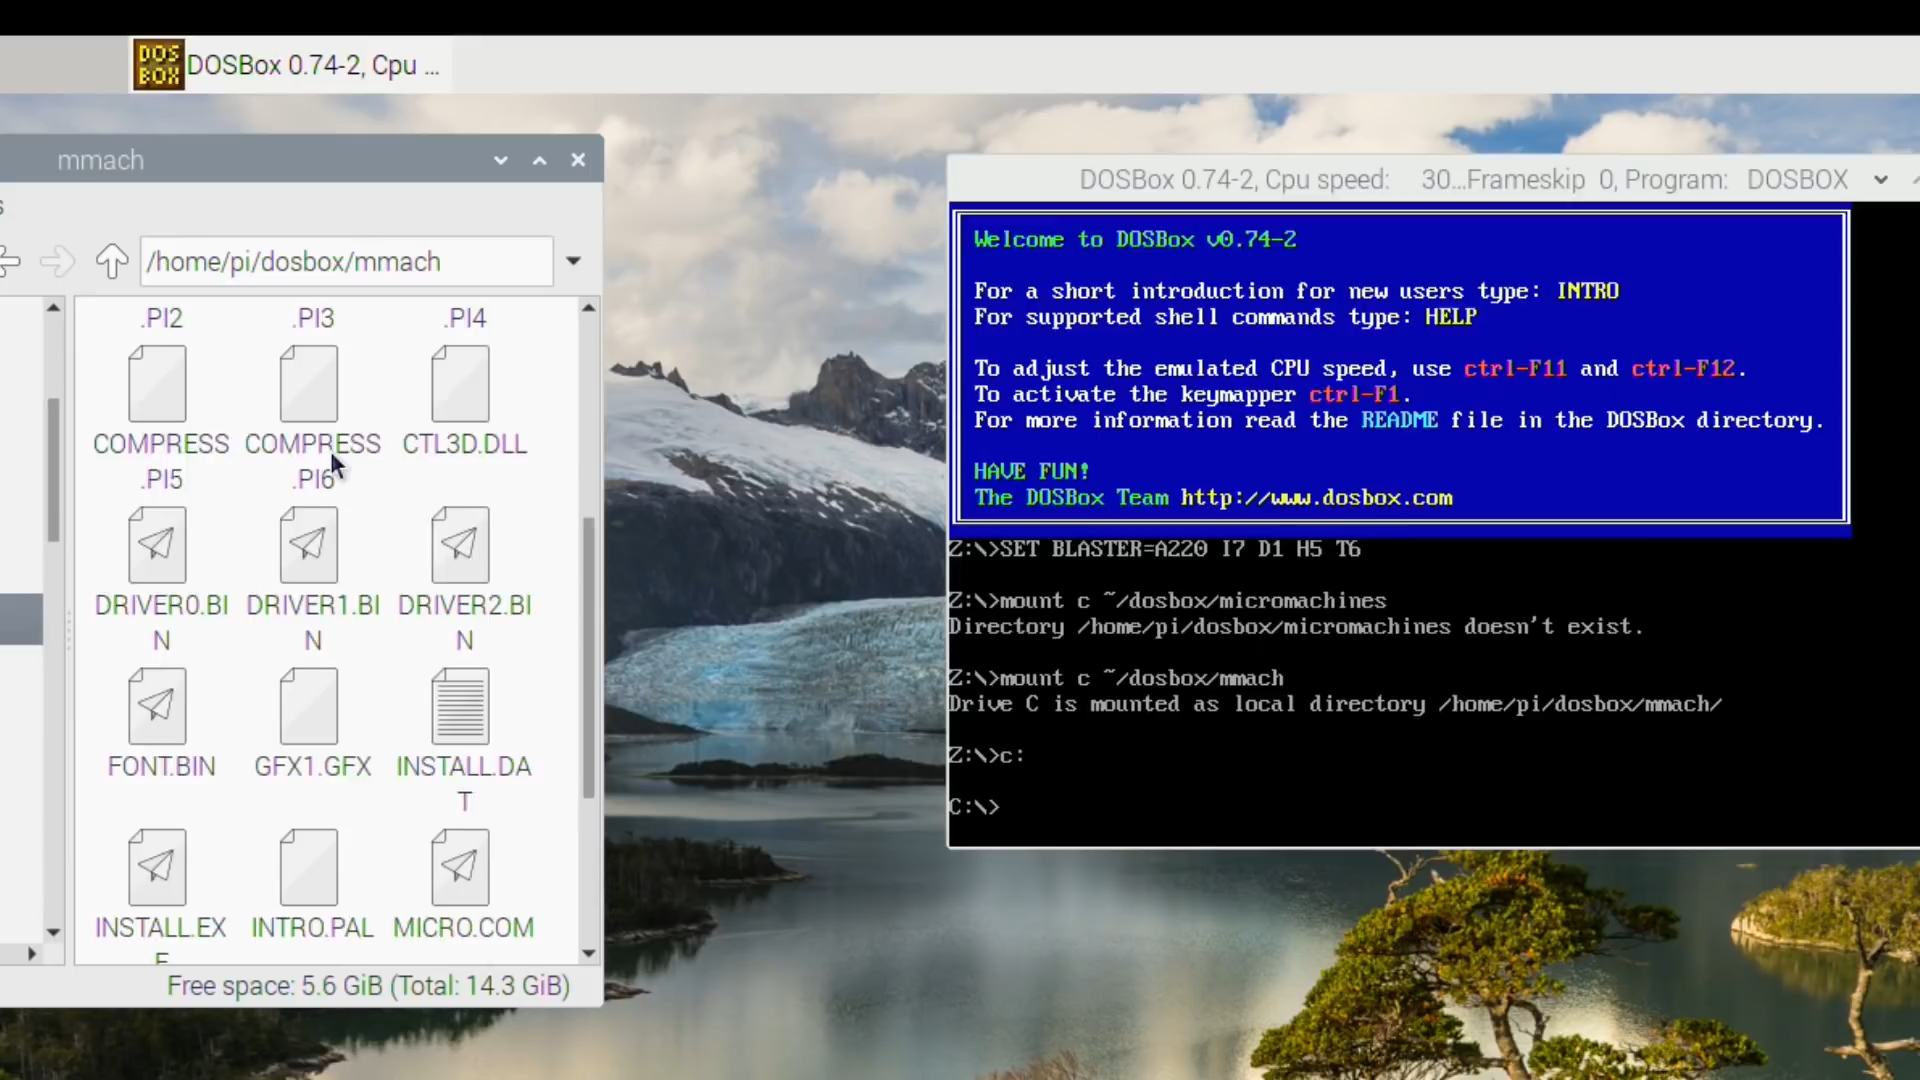 DOS BOX
DOSBox 0.74-2, Cpu ...
mmach
s
/home/pi/dosbox/mmach
.PI2 .PI3 .PI4
COMPRESS COMPRESS CTL3D.DLL
.PI5 .PI6
DRIVER0.BI DRIVER1.BI DRIVER2.BI
N N N
FONT.BIN GFX1.GFX INSTALL.DA
T
INSTALL.EX INTRO.PAL MICRO.COM
E
Free space: 5.6 GiB (Total: 14.3 GiB)
DOSBox 0.74-2, Cpu speed: 30...Frameskip 0, Program: DOSBOX
Welcome to DOSBox v0.74-2
For a short introduction for new users type: INTRO
For supported shell commands type: HELP
To adjust the emulated CPU speed, use ctrl-F11 and ctrl-F12.
To activate the keymapper ctrl-F1.
For more information read the README file in the DOSBox directory.
HAVE FUN!
The DOSBox Team http://www.dosbox.com
Z:\>SET BLASTER=A220 I7 D1 H5 T6
Z:\>mount c ~/dosbox/micromachines
Directory /home/pi/dosbox/micromachines doesn't exist.
Z:\>mount c ~/dosbox/mmach
Drive C is mounted as local directory /home/pi/dosbox/mmach/
Z:\>c:
C:\>